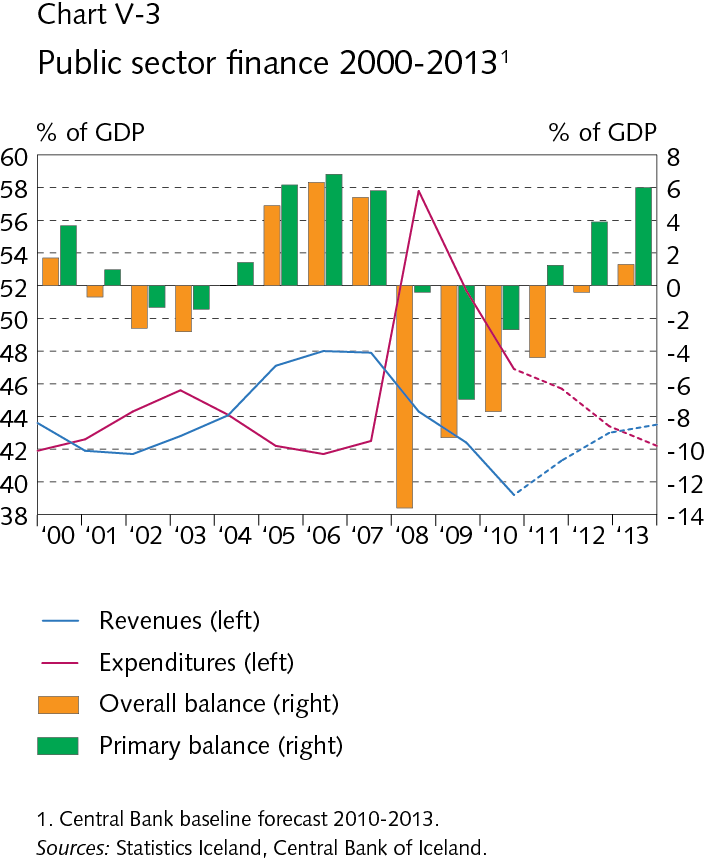 Chart V-3
Public sector finance 2000-2013¹
% of GDP % of GDP
60 8
58 6
56 4
54 2
52 0
50 -2
48 -4
46 -6
44 -8
42 -10
40 -12
38 -14
‘00 ‘01 ‘02 ‘03 ‘04 ‘05 ‘06 ‘07 ‘08 ‘09 ‘10 ‘11 ‘12 ‘13
Revenues (left)
Expenditures (left)
Overall balance (right)
Primary balance (right)
1. Central Bank baseline forecast 2010-2013.
Sources: Statistics Iceland, Central Bank of Iceland.